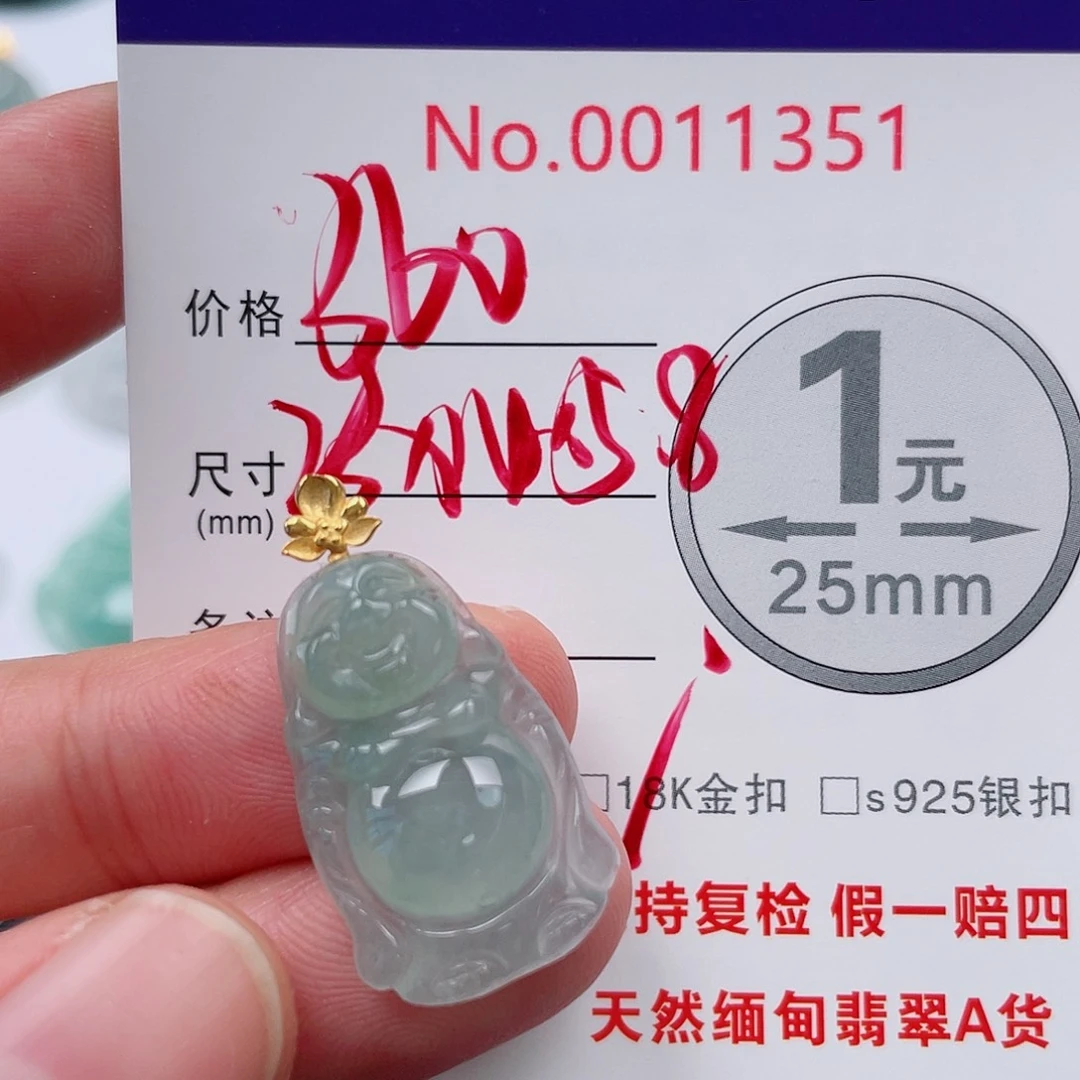 No.0011351
价格
尺寸
(mm)
1元
25mm
18K金扣 s925银扣
持复检 假一赔四
天然缅甸翡翠A货